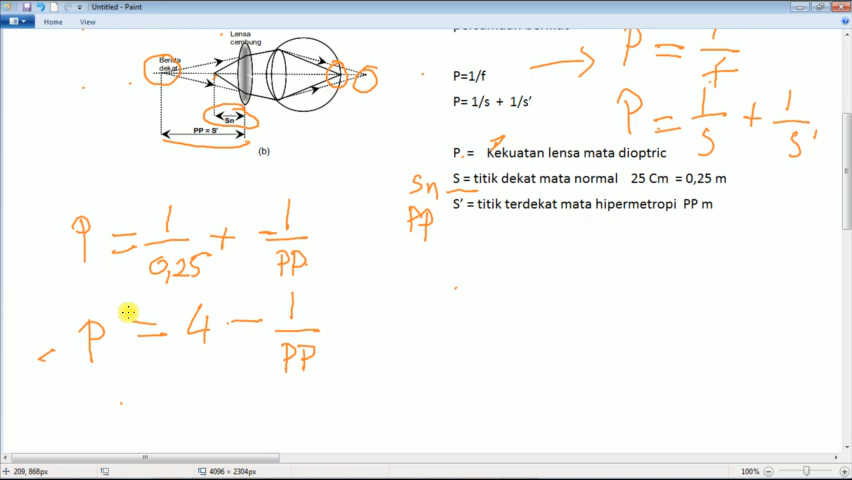 Untitled - Paint
Home
View
Lensa
cembung
Benda
dekat
Sn
PP = S'
(b)
P = 1/f
P=1/f
P= 1/s + 1/s'
P = 1/S + 1/S'
P = Kekuatan lensa mata dioptric
S = titik dekat mata normal 25 Cm = 0,25 m
S' = titik terdekat mata hipermetropi PP m
Sn
PP
P = 1/0,25 + -1/PP
P = 4 - 1/PP
209, 868px
4096 × 2304px
100%